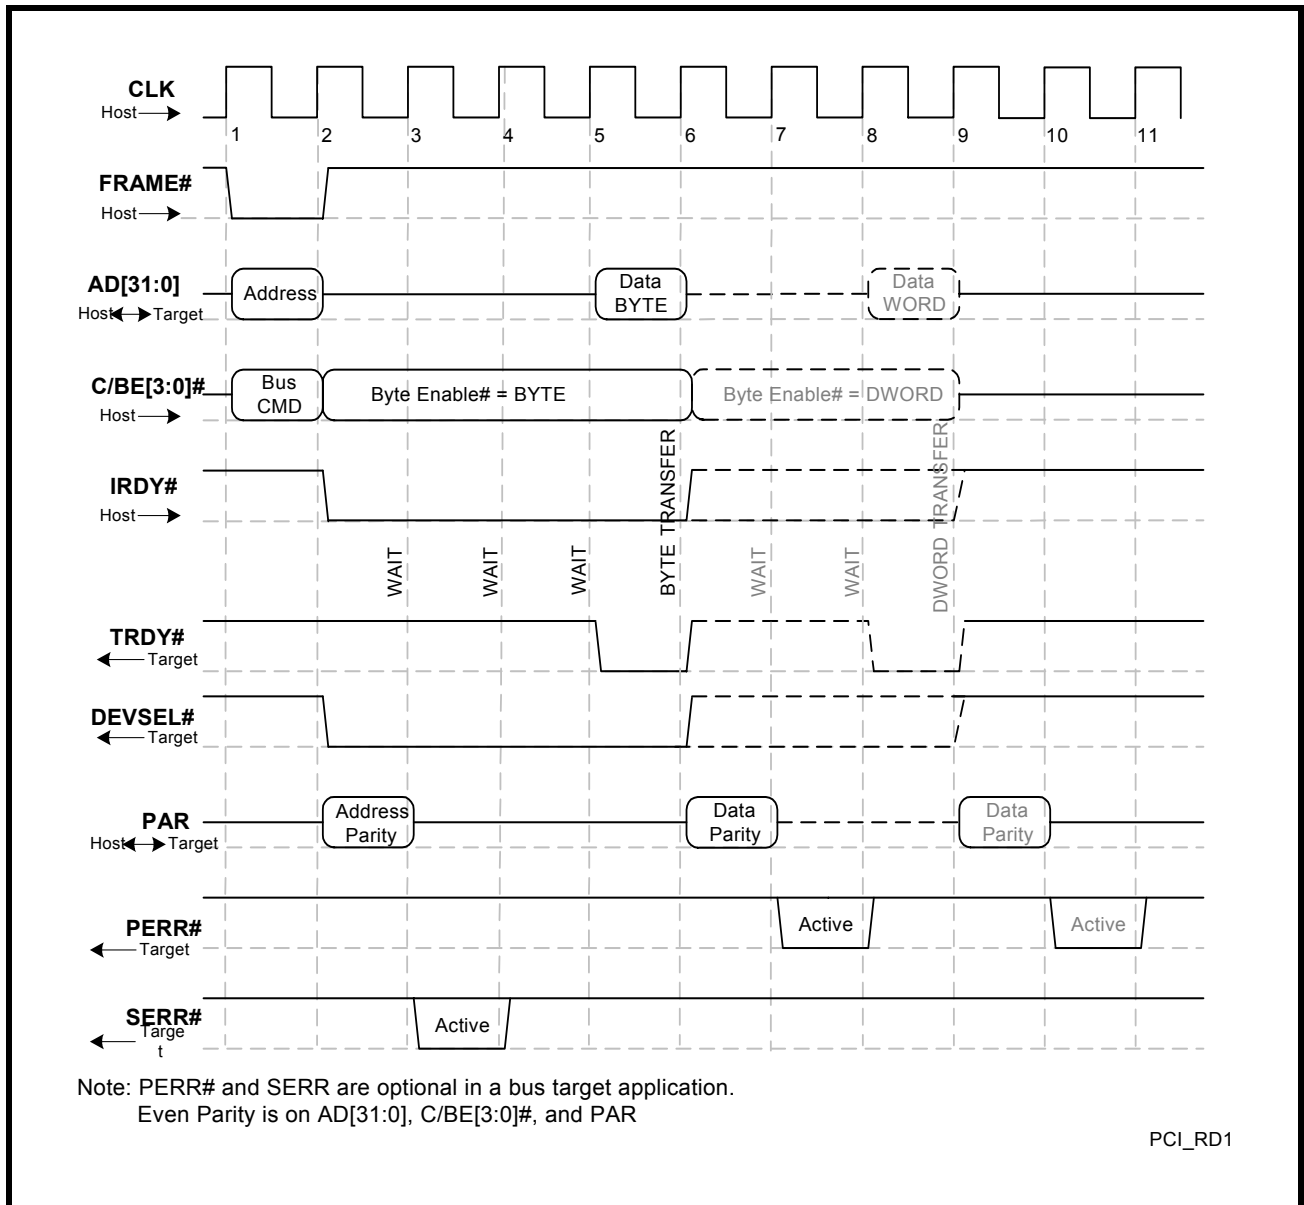 CLK
Host
1 2 3 4 5 6 7 8 9 10 11
FRAME#
Host
AD[31:0]
Host Target
Address
Data
BYTE
Data
WORD
C/BE[3:0]#
Host
Bus
CMD
Byte Enable# = BYTE
Byte Enable# = DWORD
IRDY#
Host
BYTE TRANSFER
DWORD TRANSFER
WAIT
WAIT
WAIT
WAIT
WAIT
TRDY#
Target
DEVSEL#
Target
PAR
Host Target
Address
Parity
Data
Parity
Data
Parity
PERR#
Target
Active
Active
SERR#
Targe
t
Active
Note: PERR# and SERR are optional in a bus target application.
Even Parity is on AD[31:0], C/BE[3:0]#, and PAR
PCI_RD1